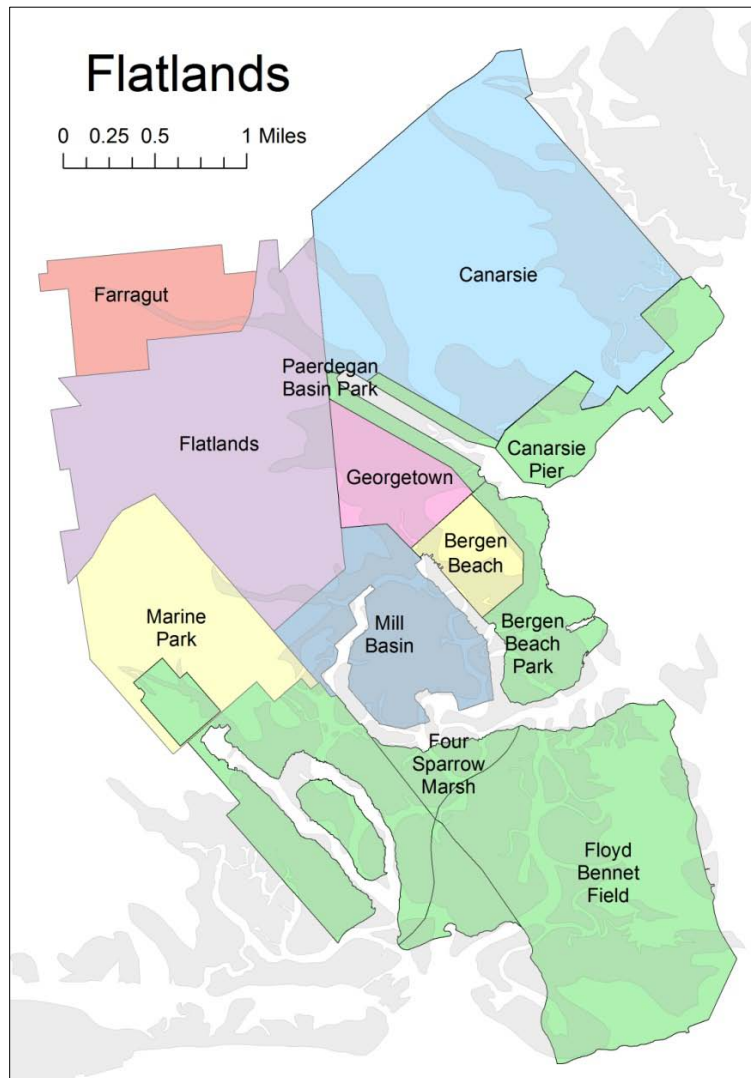 Flatlands
0 0.25 0.5 1 Miles
Canarsie
Farragut
Paerdegan
Basin Park
Flatlands
Canarsie
Pier
Georgetown
Bergen
Beach
Marine
Park
Mill
Basin
Bergen
Beach
Park
Four
Sparrow
Marsh
Floyd
Bennet
Field